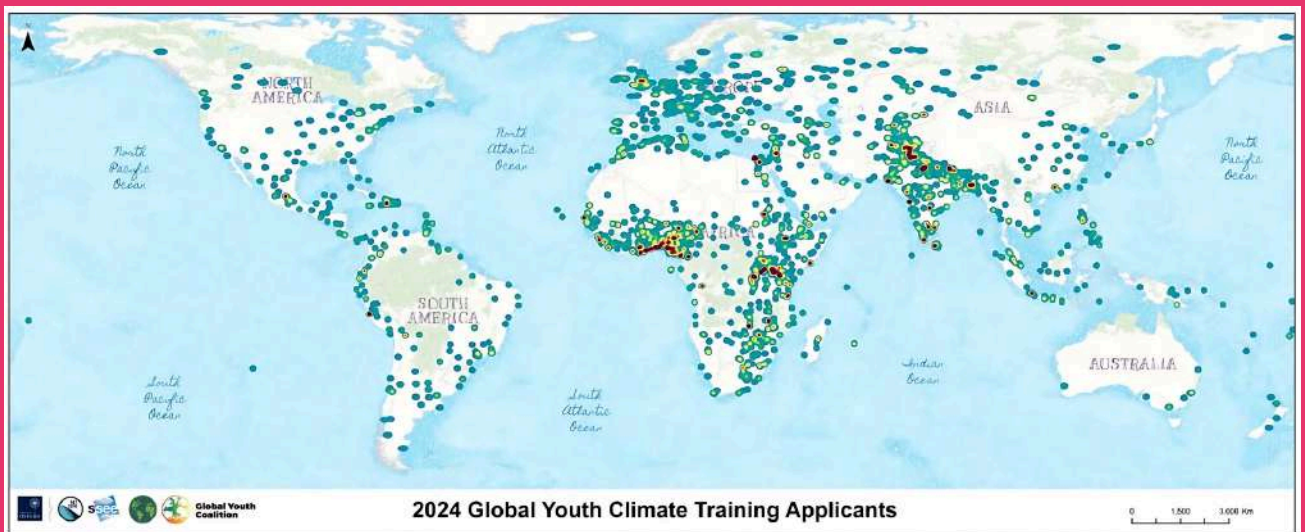 N
NORTH
AMERICA
ASIA
North
Atlantic
Ocean
North
Pacific
Ocean
North
Pacific
Ocean
AFRICA
SOUTH
AMERICA
AUSTRALIA
Indian
Ocean
South
Pacific
Ocean
South
Atlantic
Ocean
ssee
Global Youth
Coalition
2024 Global Youth Climate Training Applicants
0 1,500 3,000 Km